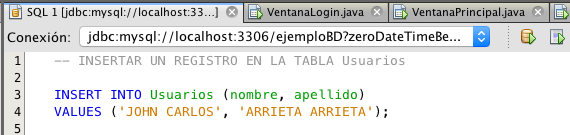 SQL 1 [jdbc:mysql://localhost:33...] VentanaLogin.java VentanaPrincipal.java
Conexión: jdbc:mysql://localhost:3306/ejemploBD?zeroDateTimeBe...
1 -- INSERTAR UN REGISTRO EN LA TABLA Usuarios
2
3 INSERT INTO Usuarios (nombre, apellido)
4 VALUES ('JOHN CARLOS', 'ARRIETA ARRIETA');
5